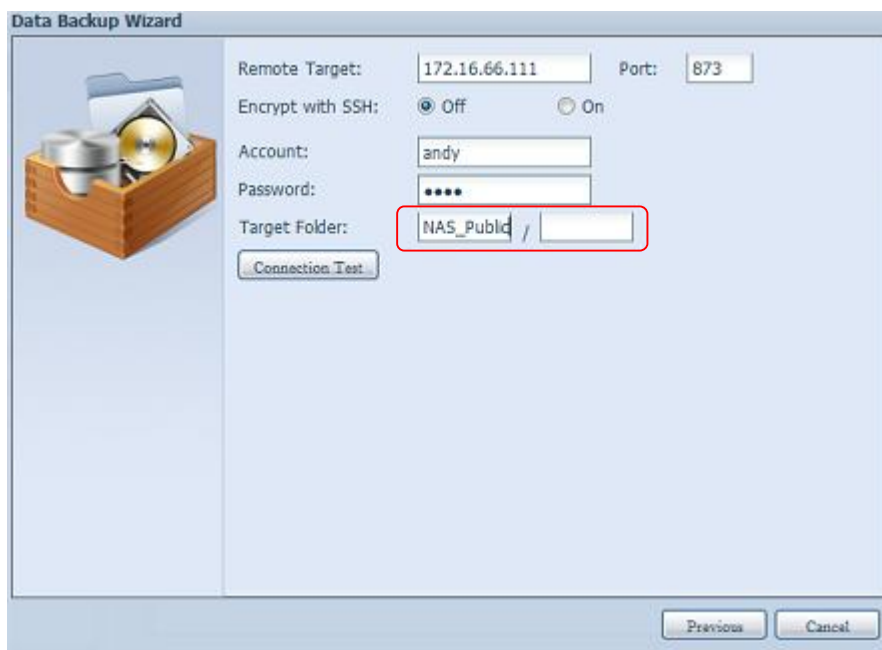 Data Backup Wizard
Remote Target: 172.16.66.111 Port: 873
Encrypt with SSH: Off On
Account: andy
Password: ••••
Target Folder: NAS_Public /
Connection Test
Previous Cancel